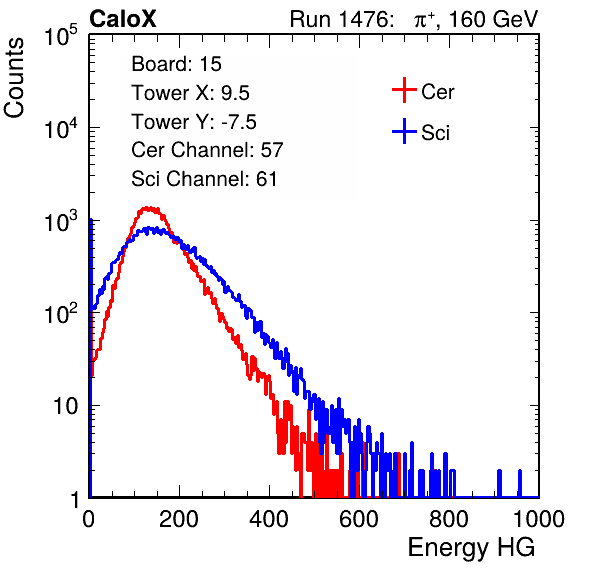 CaloX Run 1476: π⁺, 160 GeV
Counts
10⁵
10⁴
10³
10²
10
1
Board: 15
Tower X: 9.5
Tower Y: -7.5
Cer Channel: 57
Sci Channel: 61
Cer
Sci
0 200 400 600 800 1000
Energy HG